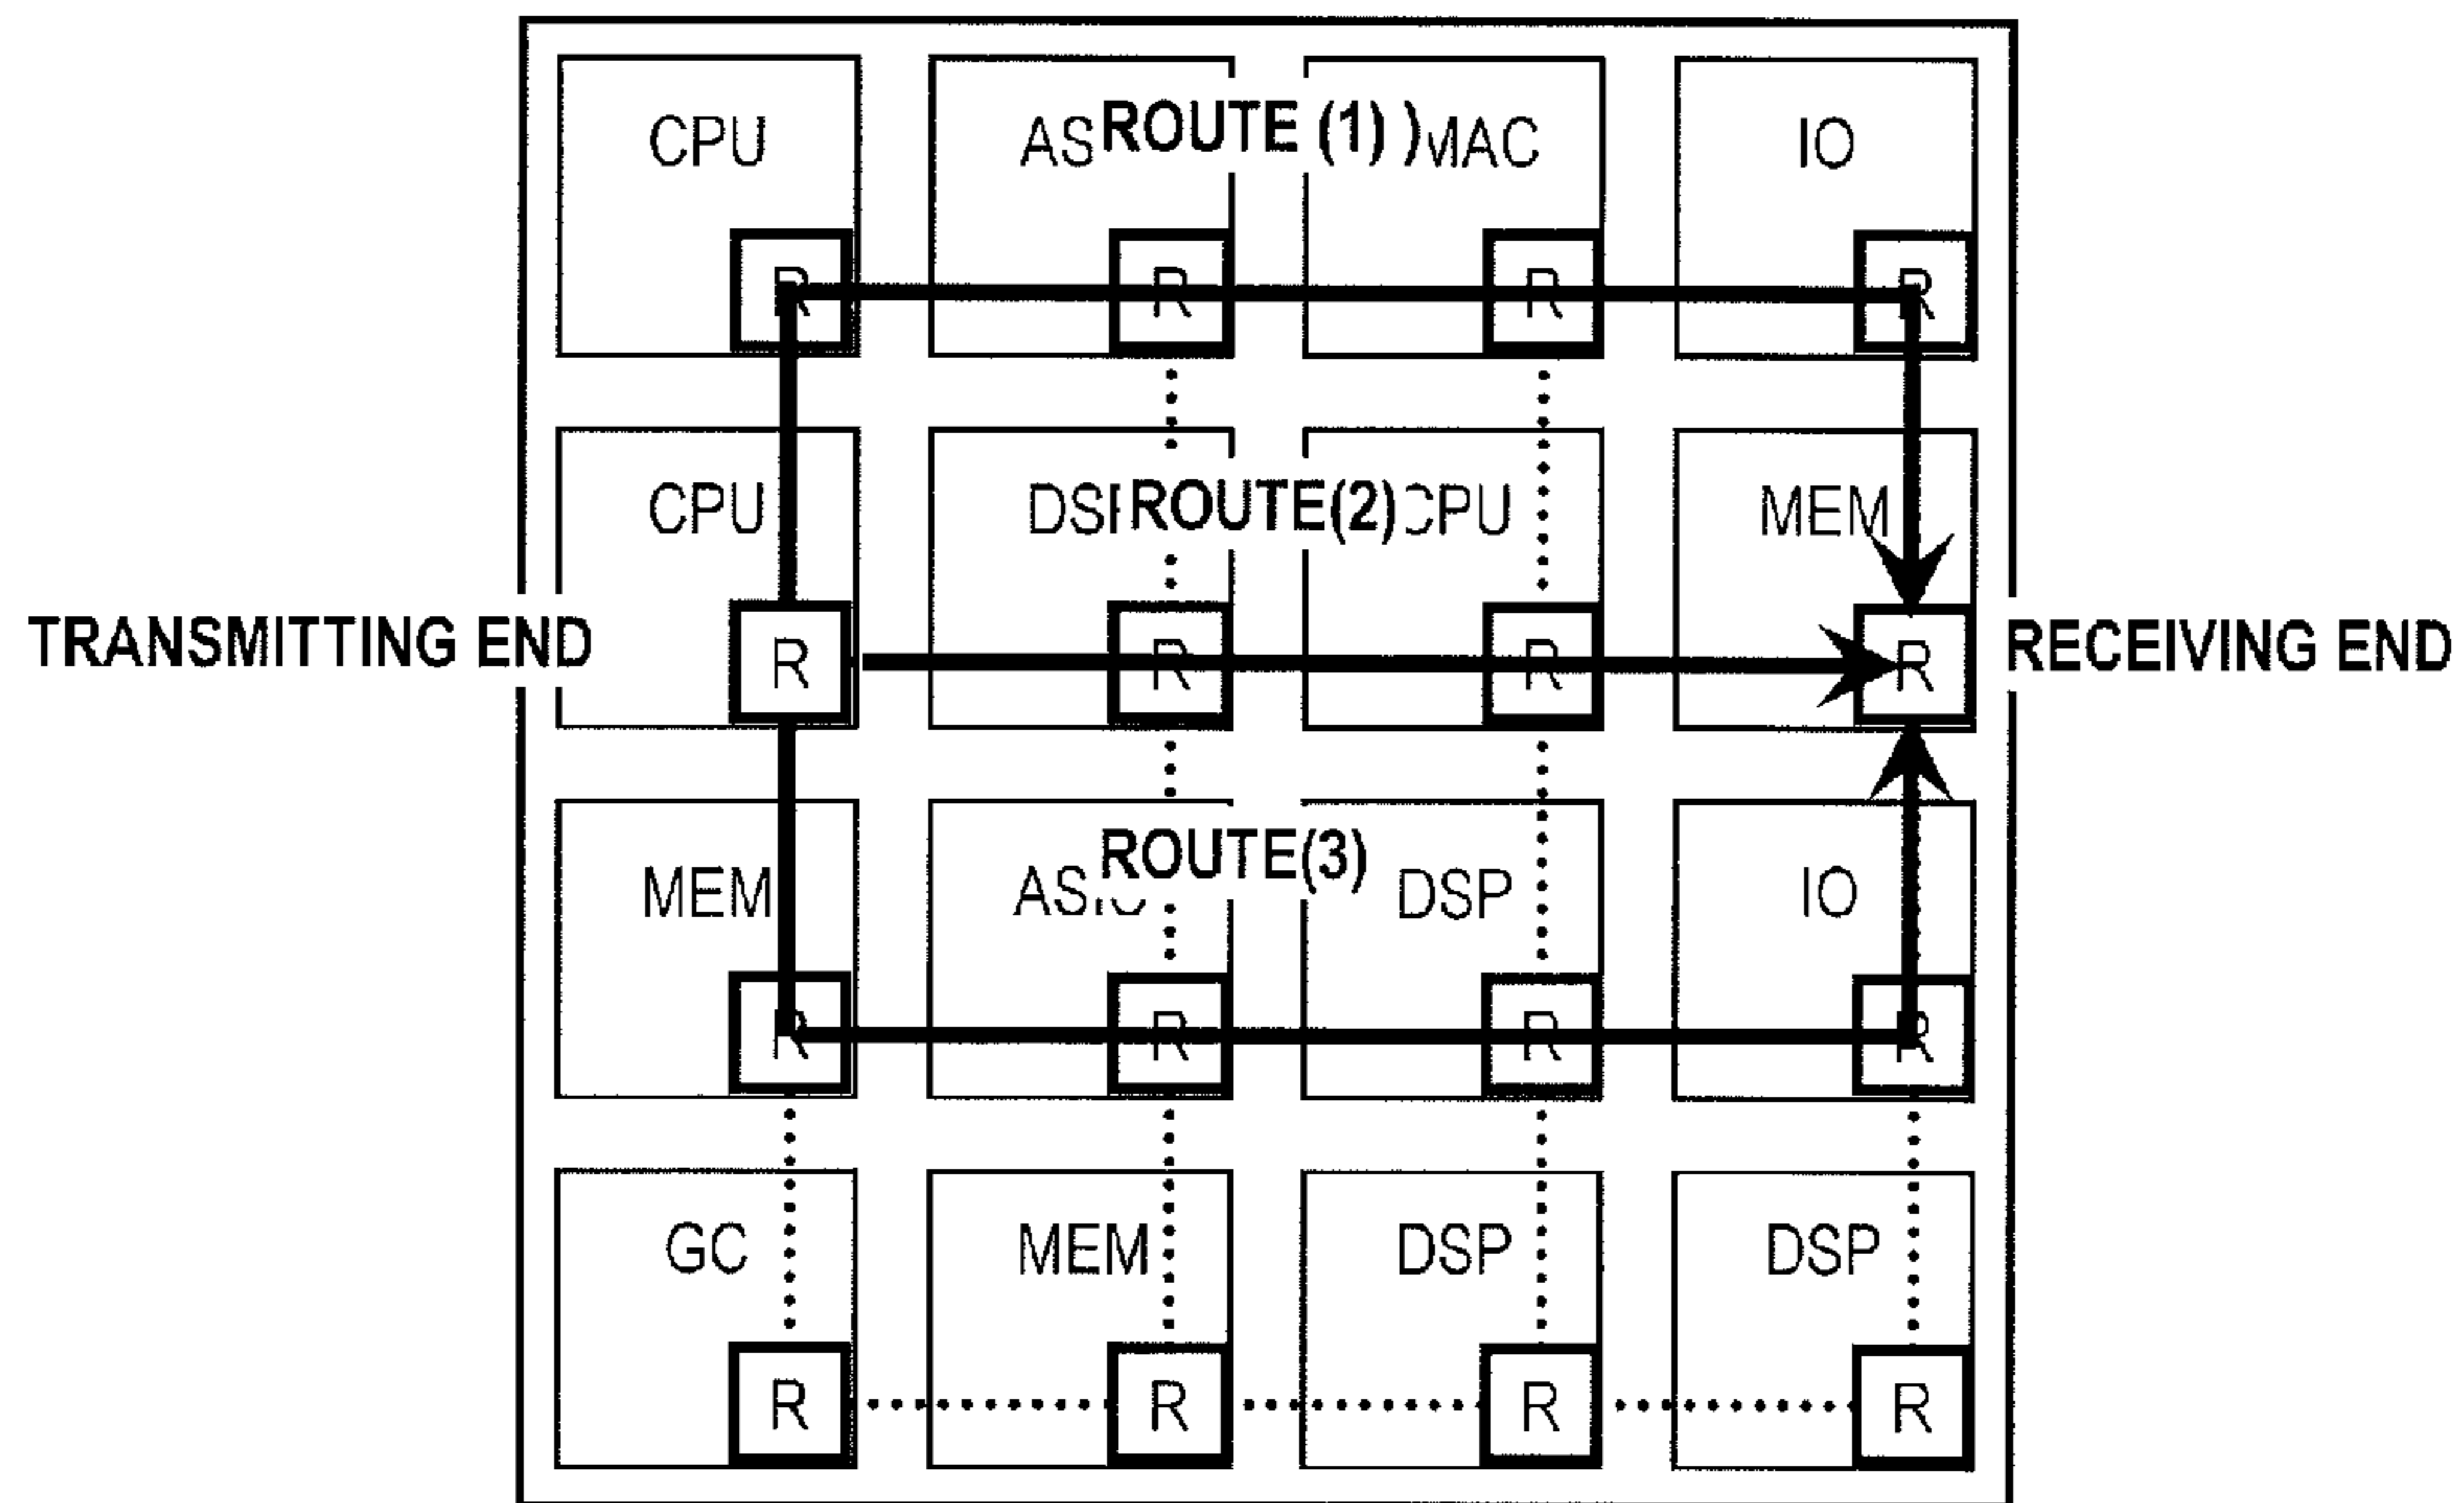 CPU ROUTE (1) ) MAC IO
R R R R
CPU ROUTE(2) CPU MEM
TRANSMITTING END R R R R RECEIVING END
MEM ROUTE(3) DSP IO
R R R R
GC MEM DSP DSP
R R R R